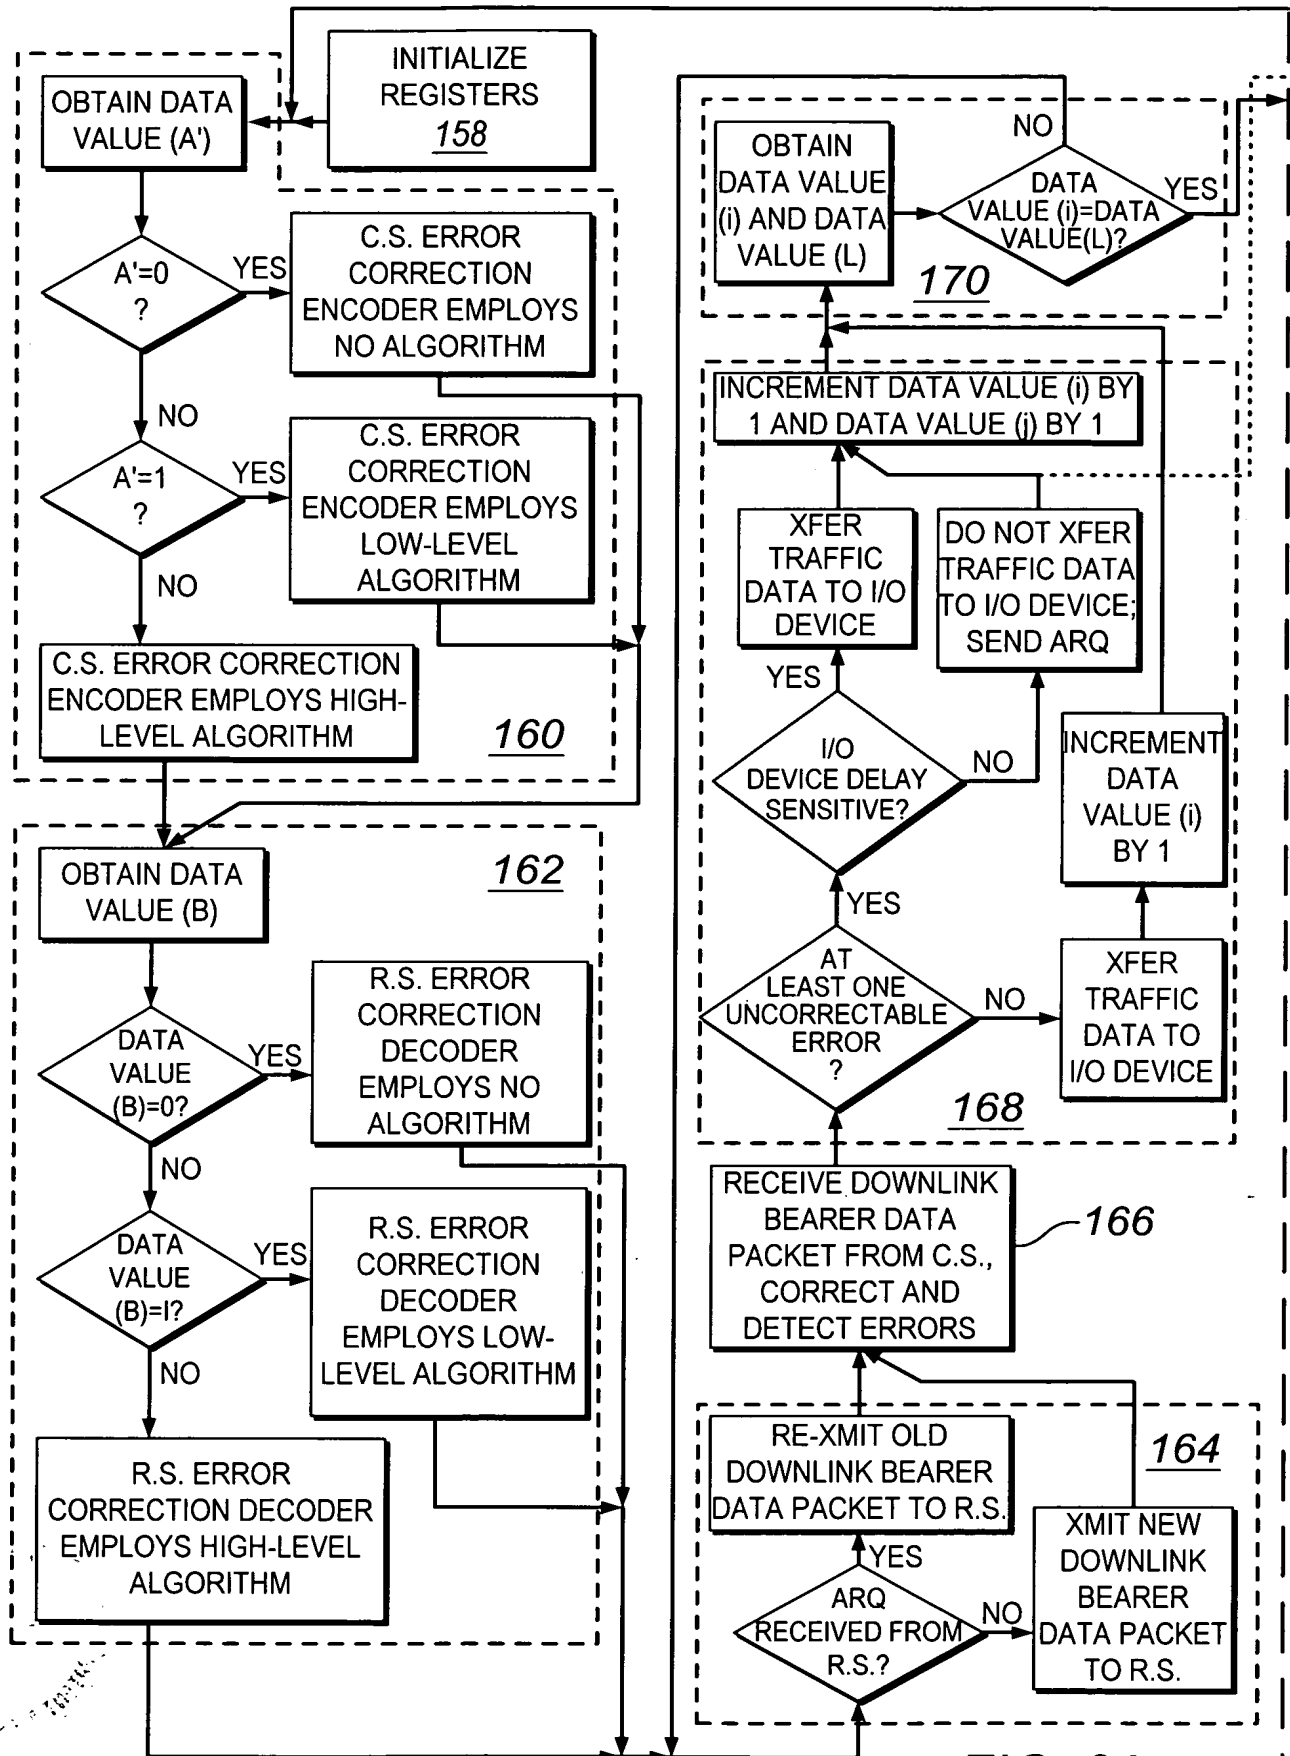 INITIALIZE
REGISTERS
158
OBTAIN DATA
VALUE (A')
A'=0
?
YES
C.S. ERROR
CORRECTION
ENCODER EMPLOYS
NO ALGORITHM
NO
A'=1
?
YES
C.S. ERROR
CORRECTION
ENCODER EMPLOYS
LOW-LEVEL
ALGORITHM
NO
C.S. ERROR CORRECTION
ENCODER EMPLOYS HIGH-
LEVEL ALGORITHM
160
162
OBTAIN DATA
VALUE (B)
DATA
VALUE
(B)=0?
YES
R.S. ERROR
CORRECTION
DECODER
EMPLOYS NO
ALGORITHM
NO
DATA
VALUE
(B)=I?
YES
R.S. ERROR
CORRECTION
DECODER
EMPLOYS LOW-
LEVEL ALGORITHM
NO
R.S. ERROR
CORRECTION DECODER
EMPLOYS HIGH-LEVEL
ALGORITHM
OBTAIN
DATA VALUE
(i) AND DATA
VALUE (L)
NO
DATA
VALUE (i)=DATA
VALUE(L)?
YES
170
INCREMENT DATA VALUE (i) BY
1 AND DATA VALUE (j) BY 1
XFER
TRAFFIC
DATA TO I/O
DEVICE
DO NOT XFER
TRAFFIC DATA
TO I/O DEVICE;
SEND ARQ
YES
I/O
DEVICE DELAY
SENSITIVE?
NO
INCREMENT
DATA
VALUE (i)
BY 1
YES
AT
LEAST ONE
UNCORRECTABLE
ERROR
?
NO
XFER
TRAFFIC
DATA TO
I/O DEVICE
168
RECEIVE DOWNLINK
BEARER DATA
PACKET FROM C.S.,
CORRECT AND
DETECT ERRORS
166
RE-XMIT OLD
DOWNLINK BEARER
DATA PACKET TO R.S.
164
YES
ARQ
RECEIVED FROM
R.S.?
NO
XMIT NEW
DOWNLINK
BEARER
DATA PACKET
TO R.S.